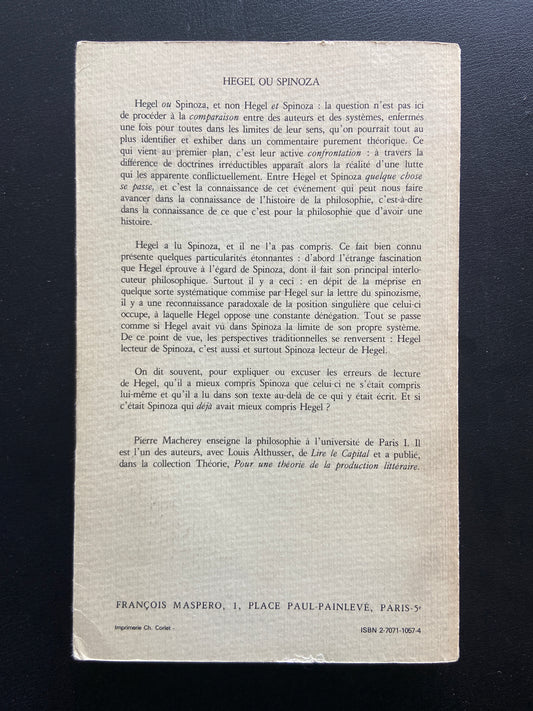 HEGEL OU SPINOZA
Hegel ou Spinoza, et non Hegel et Spinoza : la question n'est pas ici
de procéder à la comparaison entre des auteurs et des systèmes, enfermés
une fois pour toutes dans les limites de leur sens, qu'on pourrait tout au
plus identifier et exhiber dans un commentaire purement théorique. Ce
qui vient au premier plan, c'est leur active confrontation : à travers la
différence de doctrines irréductibles apparaît alors la réalité d'une lutte
qui les apparente conflictuellement. Entre Hegel et Spinoza quelque chose
se passe, et c'est la connaissance de cet événement qui peut nous faire
avancer dans la connaissance de l'histoire de la philosophie, c'est-à-dire
dans la connaissance de ce que c'est pour la philosophie que d'avoir une
histoire.
Hegel a lu Spinoza, et il ne l'a pas compris. Ce fait bien connu
présente quelques particularités étonnantes : d'abord l'étrange fascination
que Hegel éprouve à l'égard de Spinoza, dont il fait son principal interlo-
cuteur philosophique. Surtout il y a ceci : en dépit de la méprise en
quelque sorte systématique commise par Hegel sur la lettre du spinozisme,
il y a une reconnaissance paradoxale de la position singulière que celui-ci
occupe, à laquelle Hegel oppose une constante dénégation. Tout se passe
comme si Hegel avait vu dans Spinoza la limite de son propre système.
De ce point de vue, les perspectives traditionnelles se renversent : Hegel
lecteur de Spinoza, c'est aussi et surtout Spinoza lecteur de Hegel.
On dit souvent, pour expliquer ou excuser les erreurs de lecture
de Hegel, qu'il a mieux compris Spinoza que celui-ci ne s'était compris
lui-même et qu'il a lu dans son texte au-delà de ce qui y était écrit. Et si
c'était Spinoza qui déjà avait mieux compris Hegel ?
Pierre Macherey enseigne la philosophie à l'université de Paris I. Il
est l'un des auteurs, avec Louis Althusser, de Lire le Capital et a publié,
dans la collection Théorie, Pour une théorie de la production littéraire.
FRANÇOIS MASPERO, 1, PLACE PAUL-PAINLEVÉ, PARIS-5e
Imprimerie Ch. Corlet -
ISBN 2-7071-1057-4